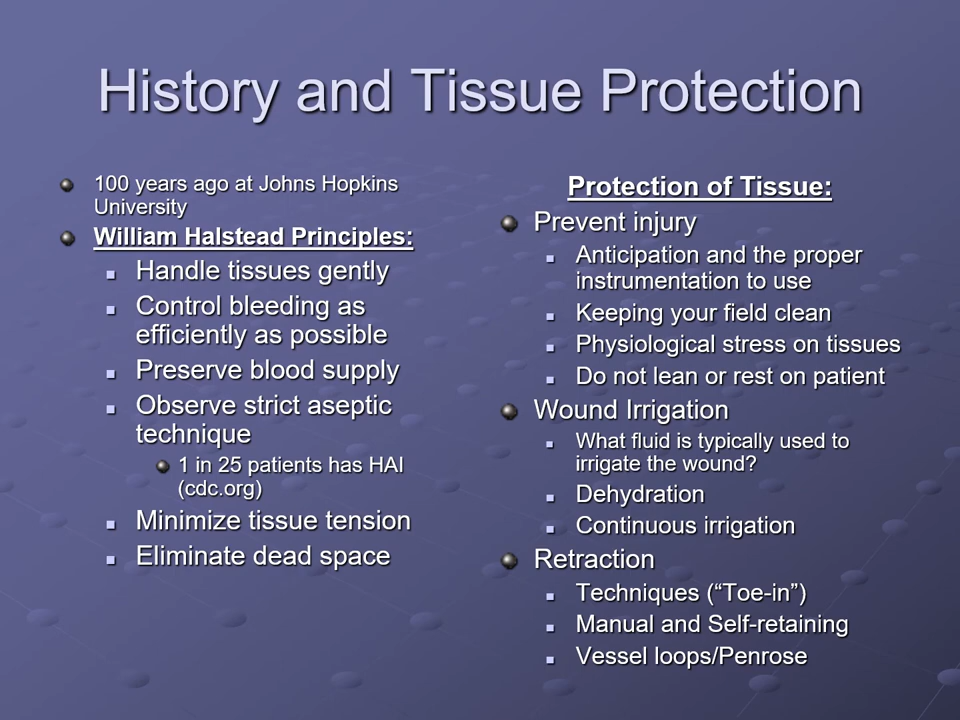 History and Tissue Protection
100 years ago at Johns Hopkins
University
William Halstead Principles:
Handle tissues gently
Control bleeding as
efficiently as possible
Preserve blood supply
Observe strict aseptic
technique
1 in 25 patients has HAI
(cdc.org)
Minimize tissue tension
Eliminate dead space
Protection of Tissue:
Prevent injury
Anticipation and the proper
instrumentation to use
Keeping your field clean
Physiological stress on tissues
Do not lean or rest on patient
Wound Irrigation
What fluid is typically used to
irrigate the wound?
Dehydration
Continuous irrigation
Retraction
Techniques (“Toe-in”)
Manual and Self-retaining
Vessel loops/Penrose